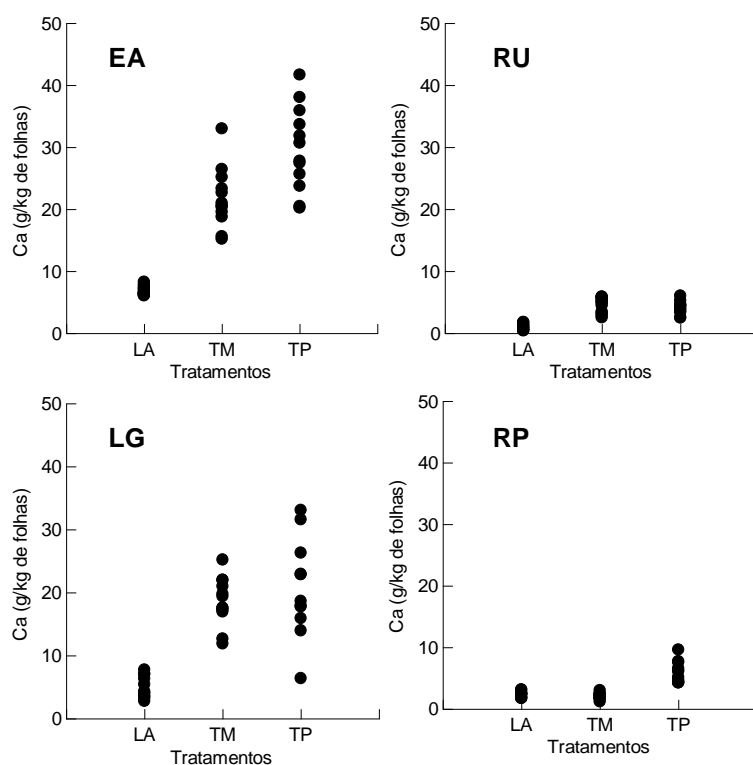 EA
50
40
30
20
10
0
Ca (g/kg de folhas)
LA TM TP
Tratamentos
RU
50
40
30
20
10
0
Ca (g/kg de folhas)
LA TM TP
Tratamentos
LG
50
40
30
20
10
0
Ca (g/kg de folhas)
LA TM TP
Tratamentos
RP
50
40
30
20
10
0
Ca (g/kg de folhas)
LA TM TP
Tratamentos